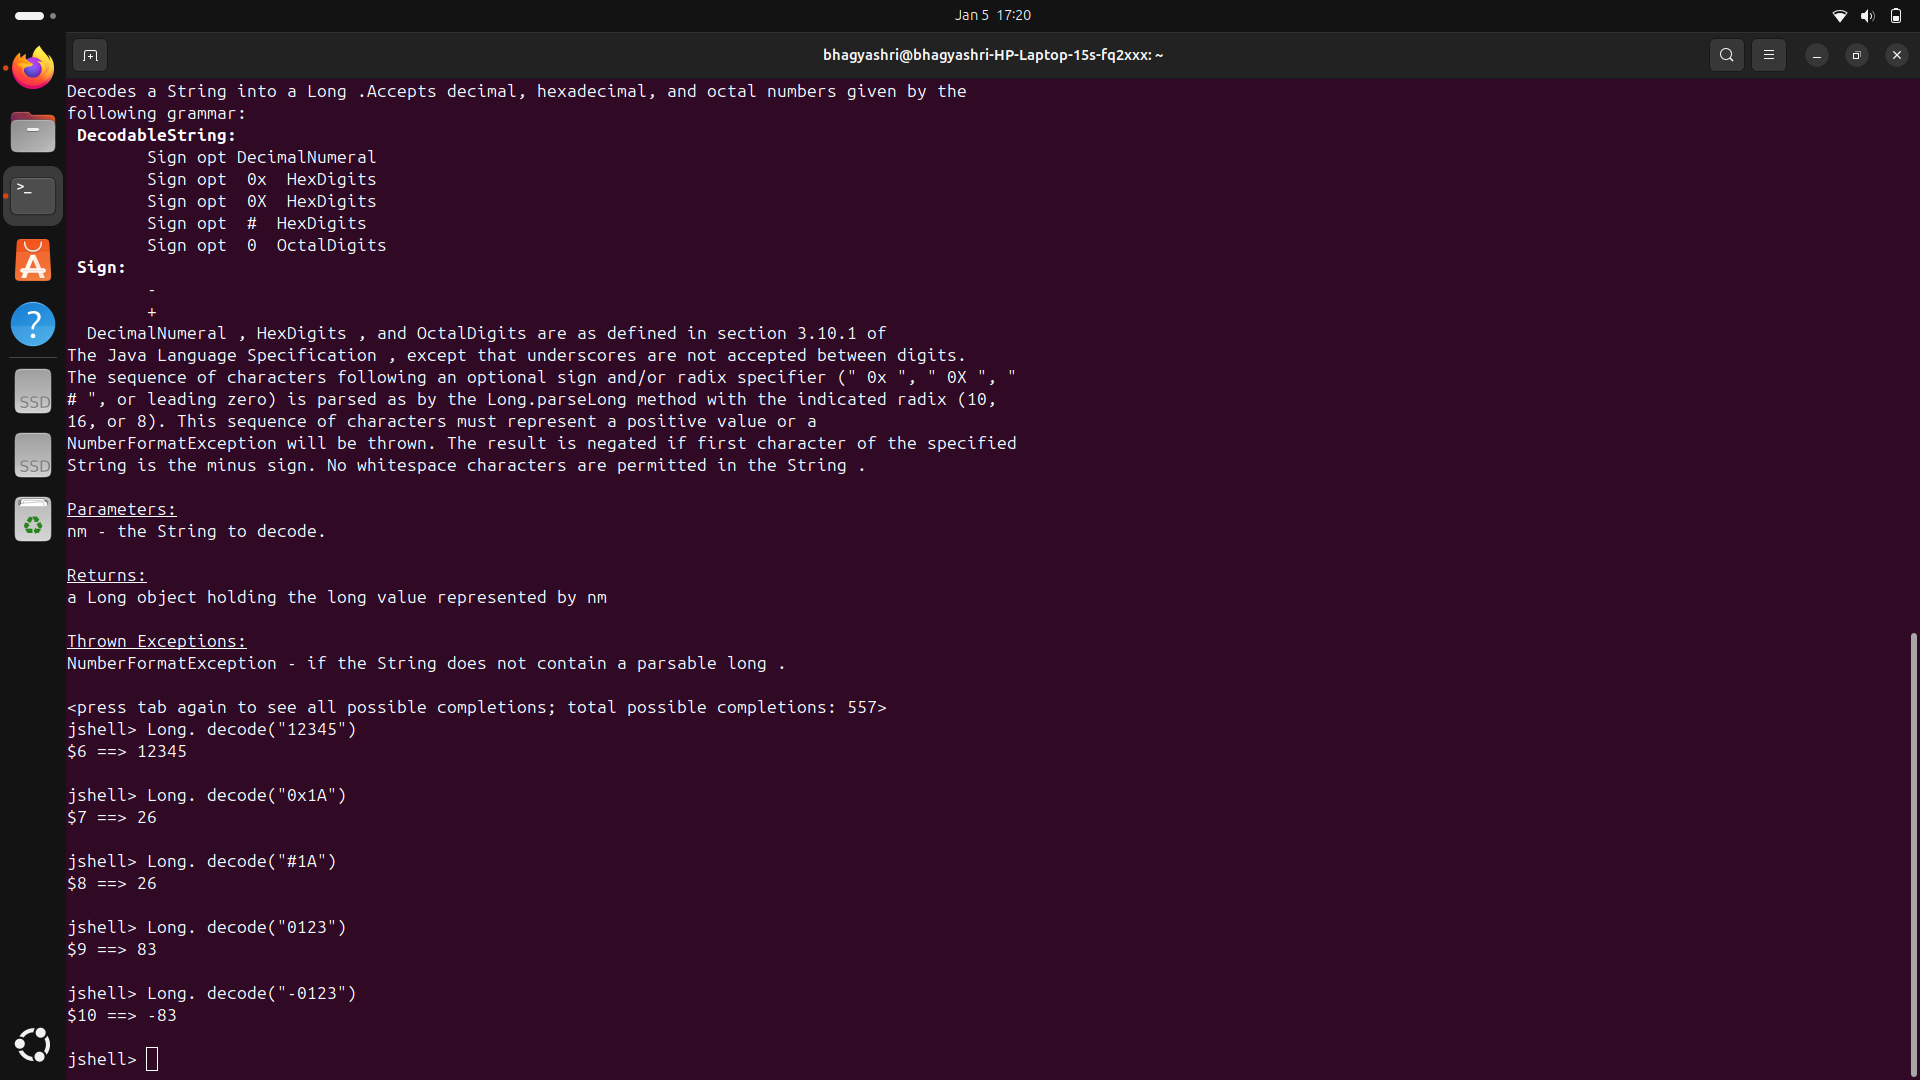 Jan 5 17:20
bhagyashri@bhagyashri-HP-Laptop-15s-fq2xxx: ~
Decodes a String into a Long .Accepts decimal, hexadecimal, and octal numbers given by the
following grammar:
DecodableString:
Sign opt DecimalNumeral
Sign opt  0x  HexDigits
Sign opt  0X  HexDigits
Sign opt  #  HexDigits
Sign opt  0  OctalDigits
Sign:
-
+
DecimalNumeral , HexDigits , and OctalDigits are as defined in section 3.10.1 of
The Java Language Specification , except that underscores are not accepted between digits.
The sequence of characters following an optional sign and/or radix specifier (" 0x ", " 0X ", "
# ", or leading zero) is parsed as by the Long.parseLong method with the indicated radix (10,
16, or 8). This sequence of characters must represent a positive value or a
NumberFormatException will be thrown. The result is negated if first character of the specified
String is the minus sign. No whitespace characters are permitted in the String .
Parameters:
nm - the String to decode.
Returns:
a Long object holding the long value represented by nm
Thrown Exceptions:
NumberFormatException - if the String does not contain a parsable long .
<press tab again to see all possible completions; total possible completions: 557>
jshell> Long. decode("12345")
$6 ==> 12345
jshell> Long. decode("0x1A")
$7 ==> 26
jshell> Long. decode("#1A")
$8 ==> 26
jshell> Long. decode("0123")
$9 ==> 83
jshell> Long. decode("-0123")
$10 ==> -83
jshell>
>_
A
?
SSD
SSD